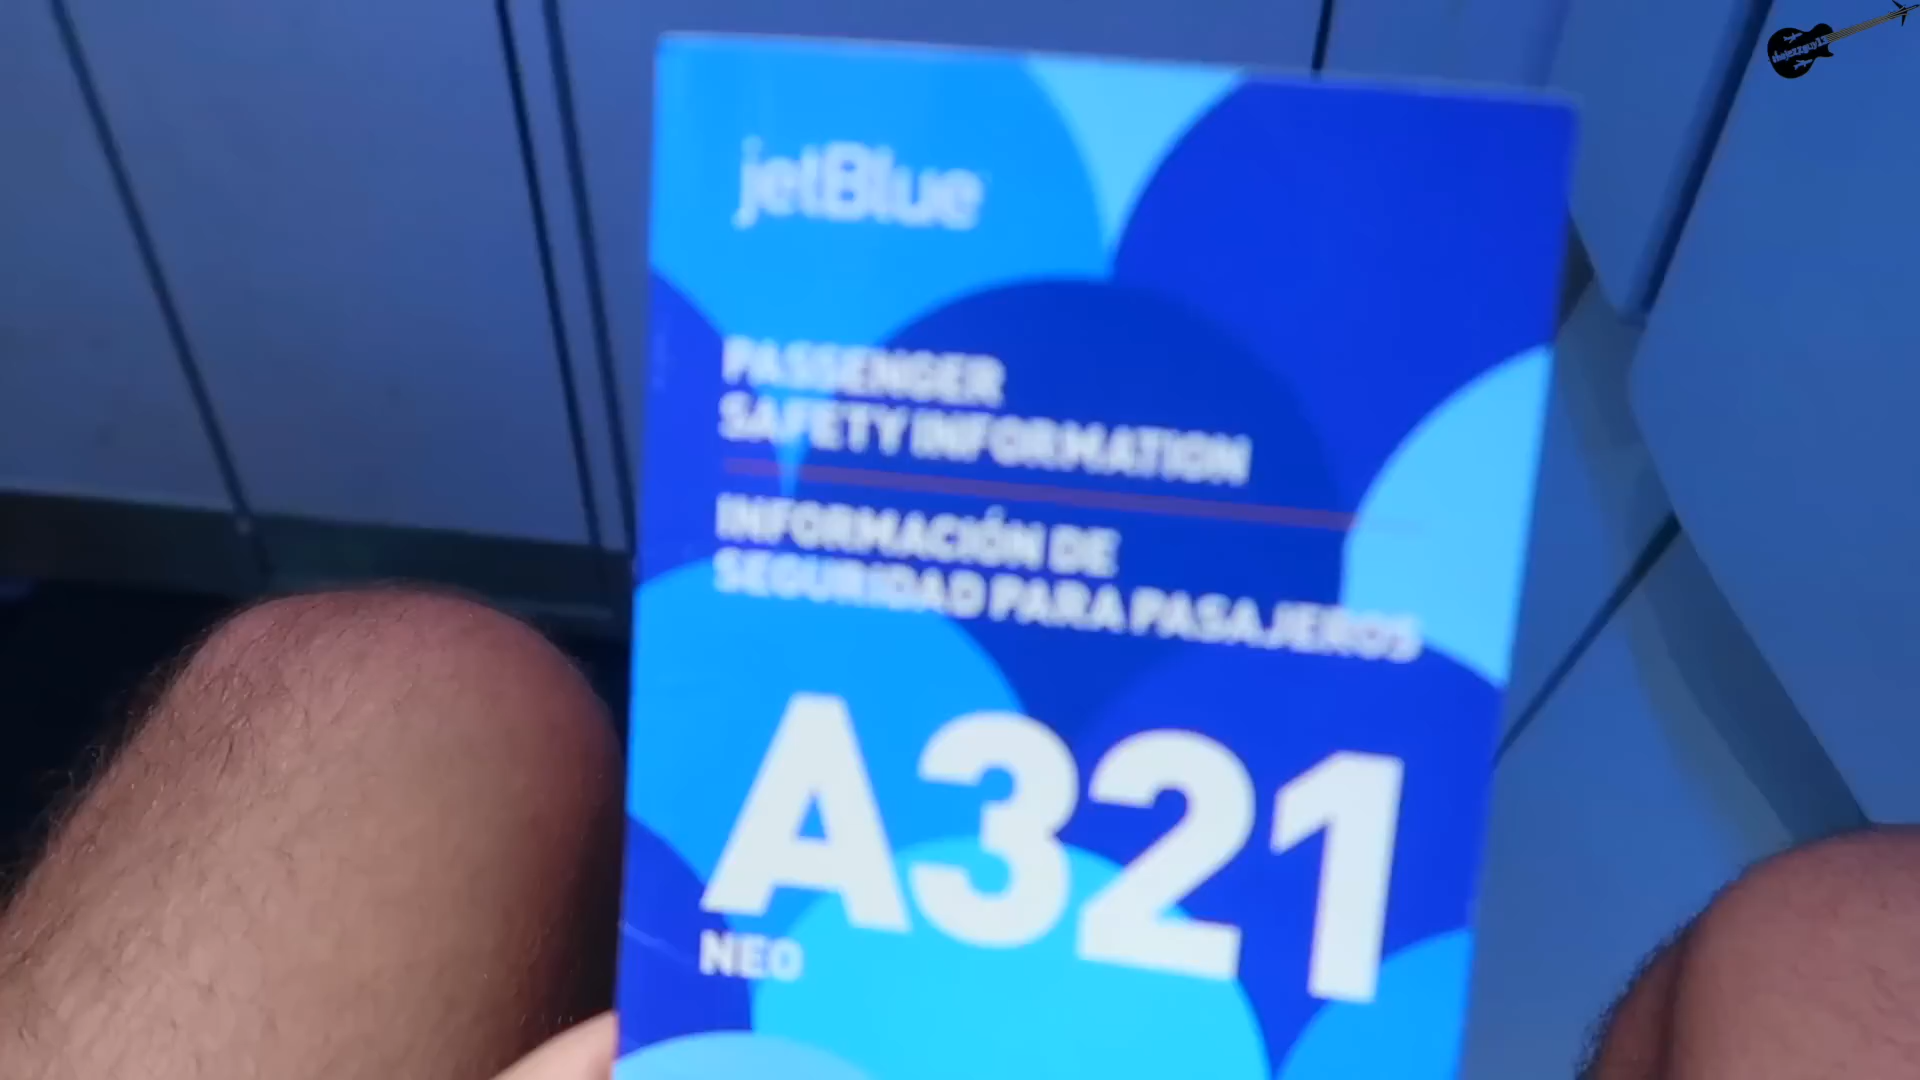 jetBlue
PASSENGER
SAFETY INFORMATION
INFORMACIÓN DE
SEGURIDAD PARA PASAJEROS
A321
NEO